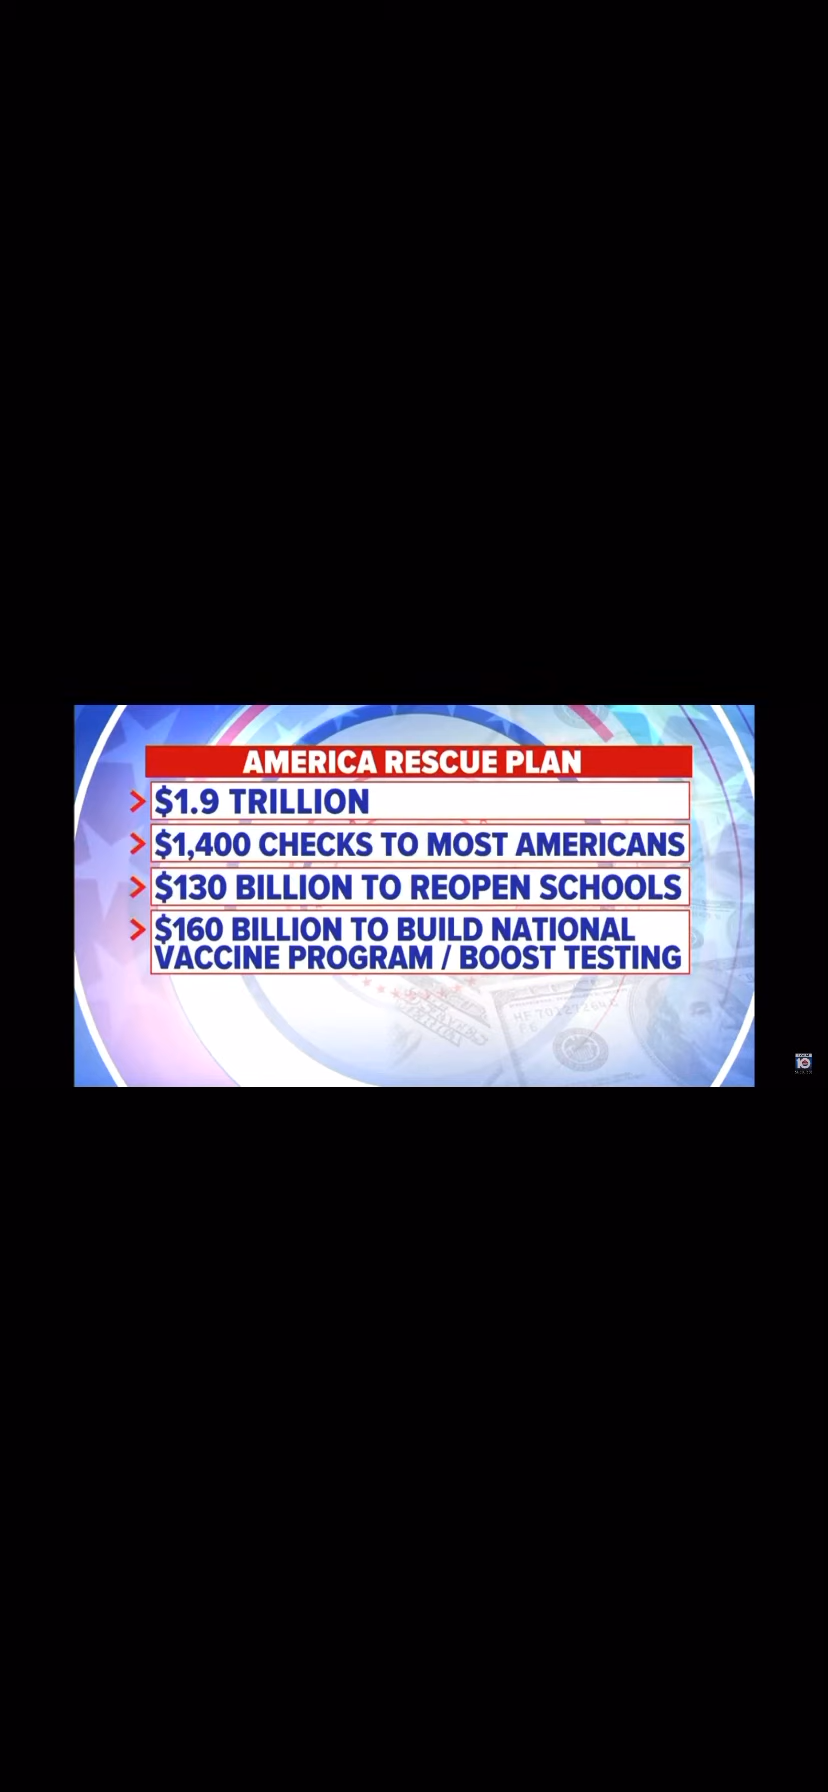 AMERICA RESCUE PLAN
> $1.9 TRILLION
> $1,400 CHECKS TO MOST AMERICANS
> $130 BILLION TO REOPEN SCHOOLS
> $160 BILLION TO BUILD NATIONAL
VACCINE PROGRAM / BOOST TESTING
10